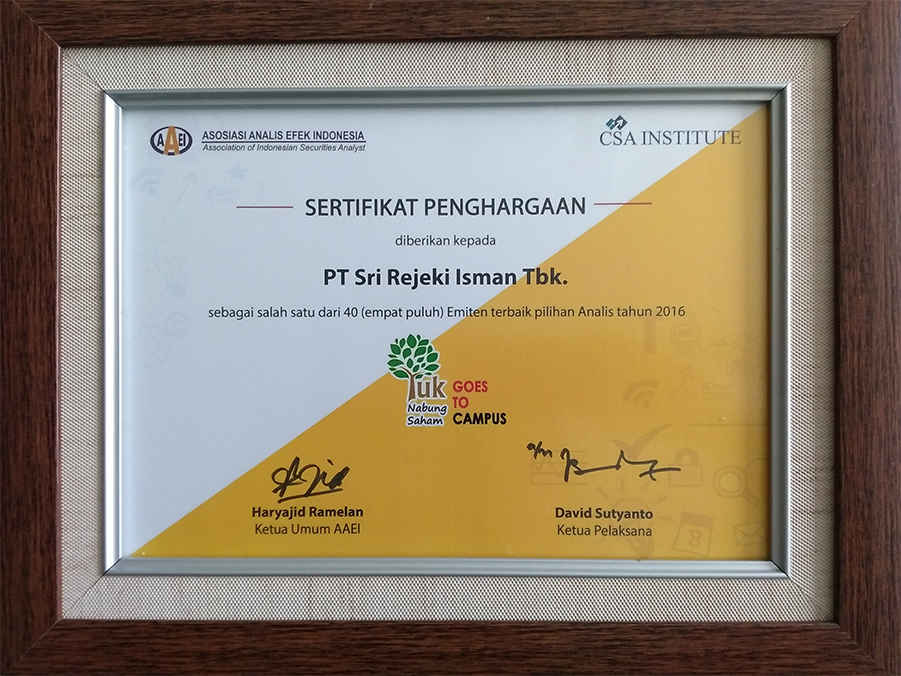 AAEI
ASOSIASI ANALIS EFEK INDONESIA
Association of Indonesian Securities Analyst
CSA INSTITUTE
SERTIFIKAT PENGHARGAAN
diberikan kepada
PT Sri Rejeki Isman Tbk.
sebagai salah satu dari 40 (empat puluh) Emiten terbaik pilihan Analis tahun 2016
Yuk
Nabung
Saham
GOES
TO
CAMPUS
Haryajid Ramelan
Ketua Umum AAEI
David Sutyanto
Ketua Pelaksana
8